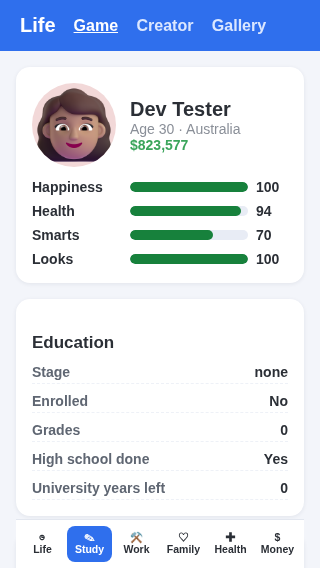 Life Game Creator Gallery
Dev Tester
Age 30 · Australia
$823,577
Happiness 100
Health 94
Smarts 70
Looks 100
Education
Stage none
Enrolled No
Grades 0
High school done Yes
University years left 0
Life Study Work Family Health $ Money